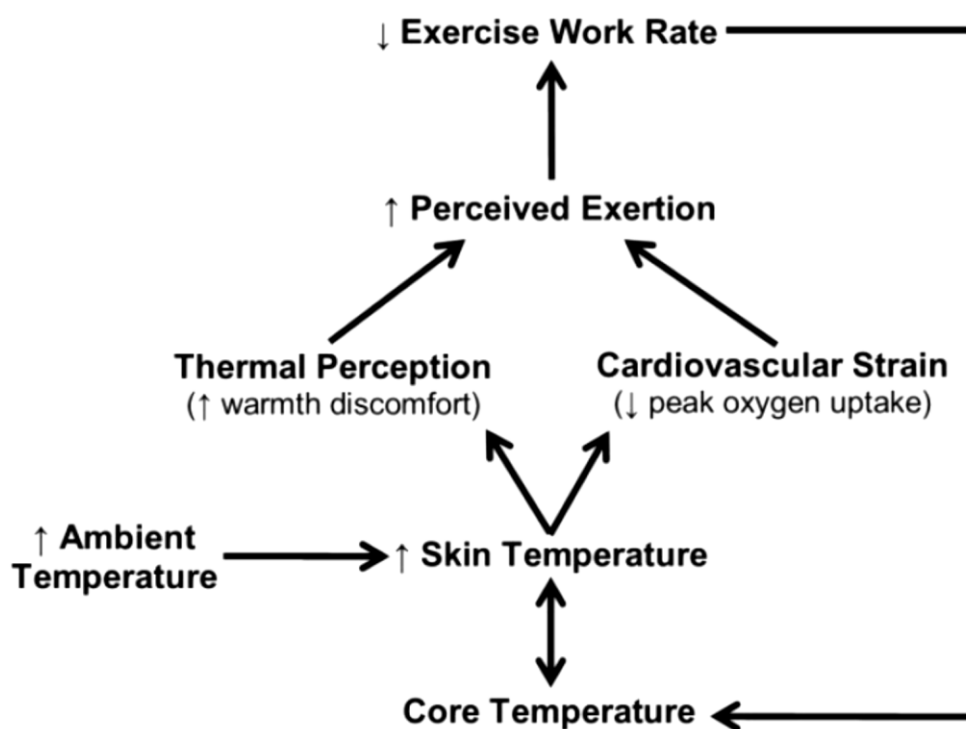 ↓ Exercise Work Rate
↑ Perceived Exertion
Thermal Perception
(↑ warmth discomfort)
Cardiovascular Strain
(↓ peak oxygen uptake)
↑ Ambient
Temperature
↑ Skin Temperature
Core Temperature